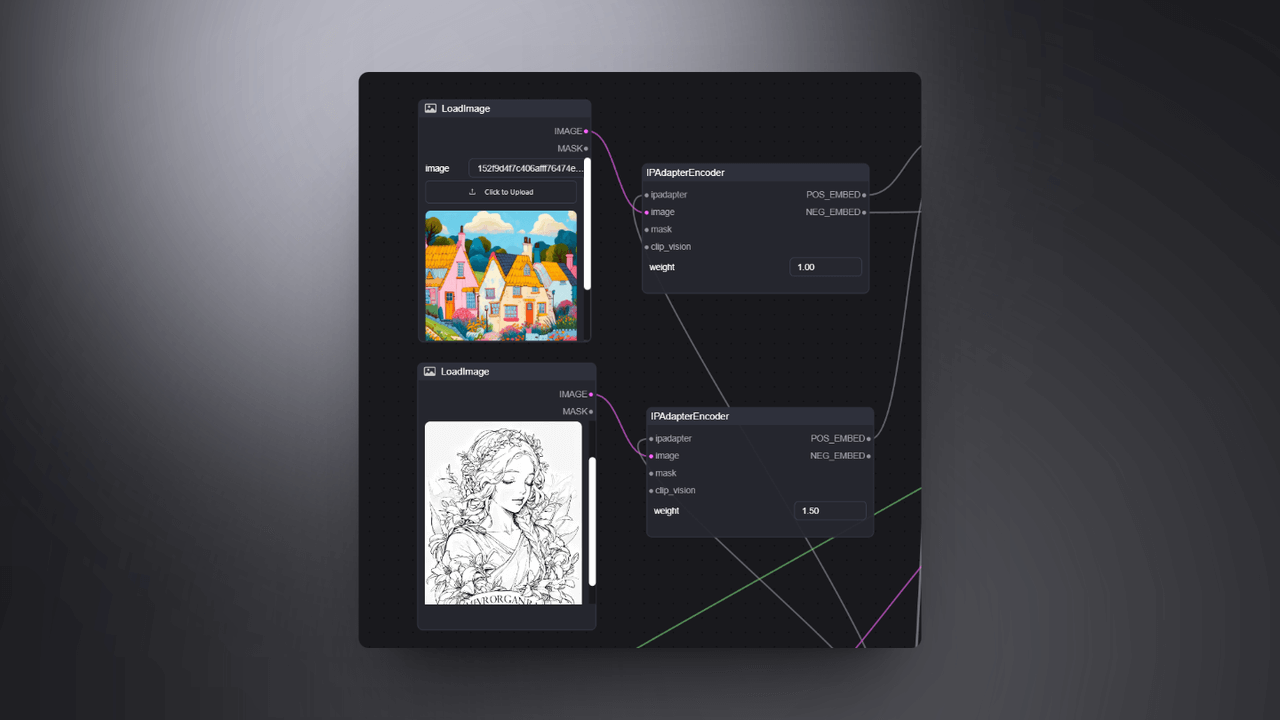 LoadImage
IMAGE
MASK
image 152f9d4f7c406afff76474e...
Click to Upload
IPAdapterEncoder
ipadapter POS_EMBED
image NEG_EMBED
mask
clip_vision
weight 1.00
LoadImage
IMAGE
MASK
IPAdapterEncoder
ipadapter POS_EMBED
image NEG_EMBED
mask
clip_vision
weight 1.50